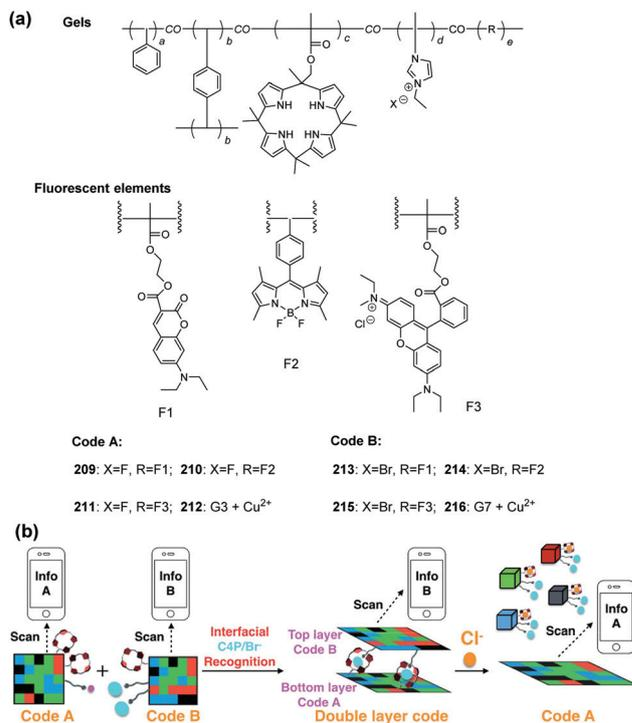 (a)
Gels
a CO b CO c CO d CO R e
O
O
N
N
⊕
X ⊖
b
NH HN
NH HN
Fluorescent elements
O
O
O
O
O
O
N
F1
N N
B
F F
F2
O
O
O
O
N
⊕
Cl ⊖
O
N
F3
Code A:
209: X=F, R=F1; 210: X=F, R=F2
211: X=F, R=F3; 212: G3 + Cu2+
Code B:
213: X=Br, R=F1; 214: X=Br, R=F2
215: X=Br, R=F3; 216: G7 + Cu2+
(b)
Info
A
Scan
Code A
+
Info
B
Scan
Code B
Interfacial
C4P/Br-
Recognition
Info
B
Scan
Top layer
Code B
Bottom layer
Code A
Double layer code
Cl-
Info
A
Scan
Code A